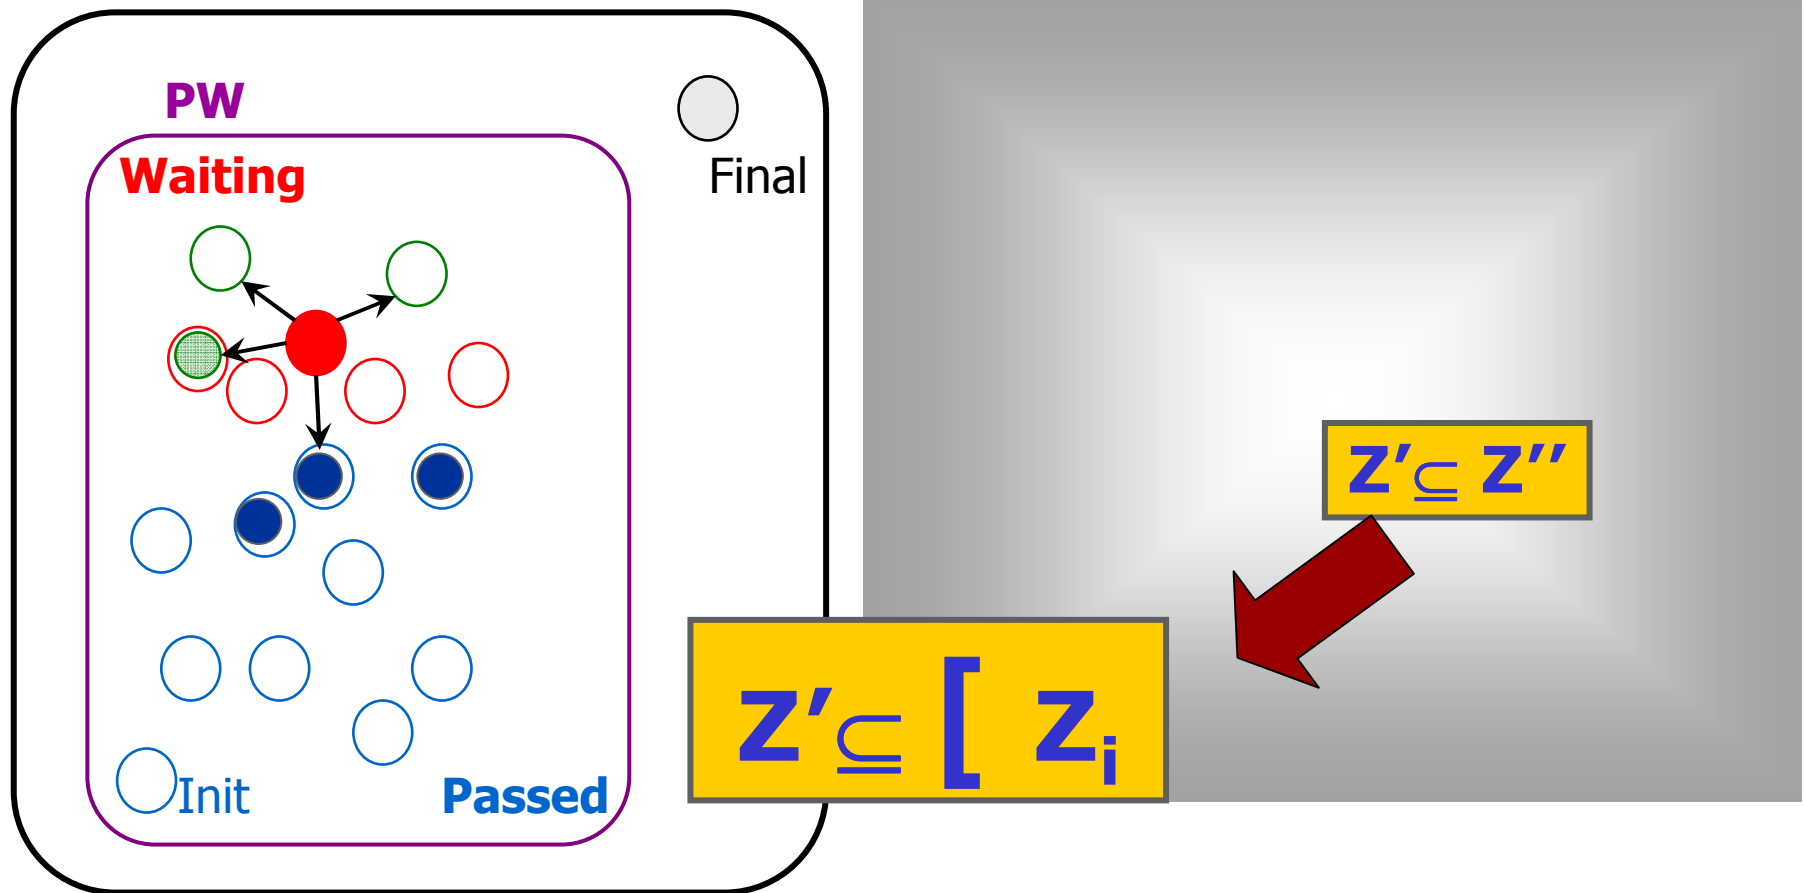 PW
Waiting
Final
Z′ ⊆ Z′′
Z′ ⊆ [ Zi
Init
Passed